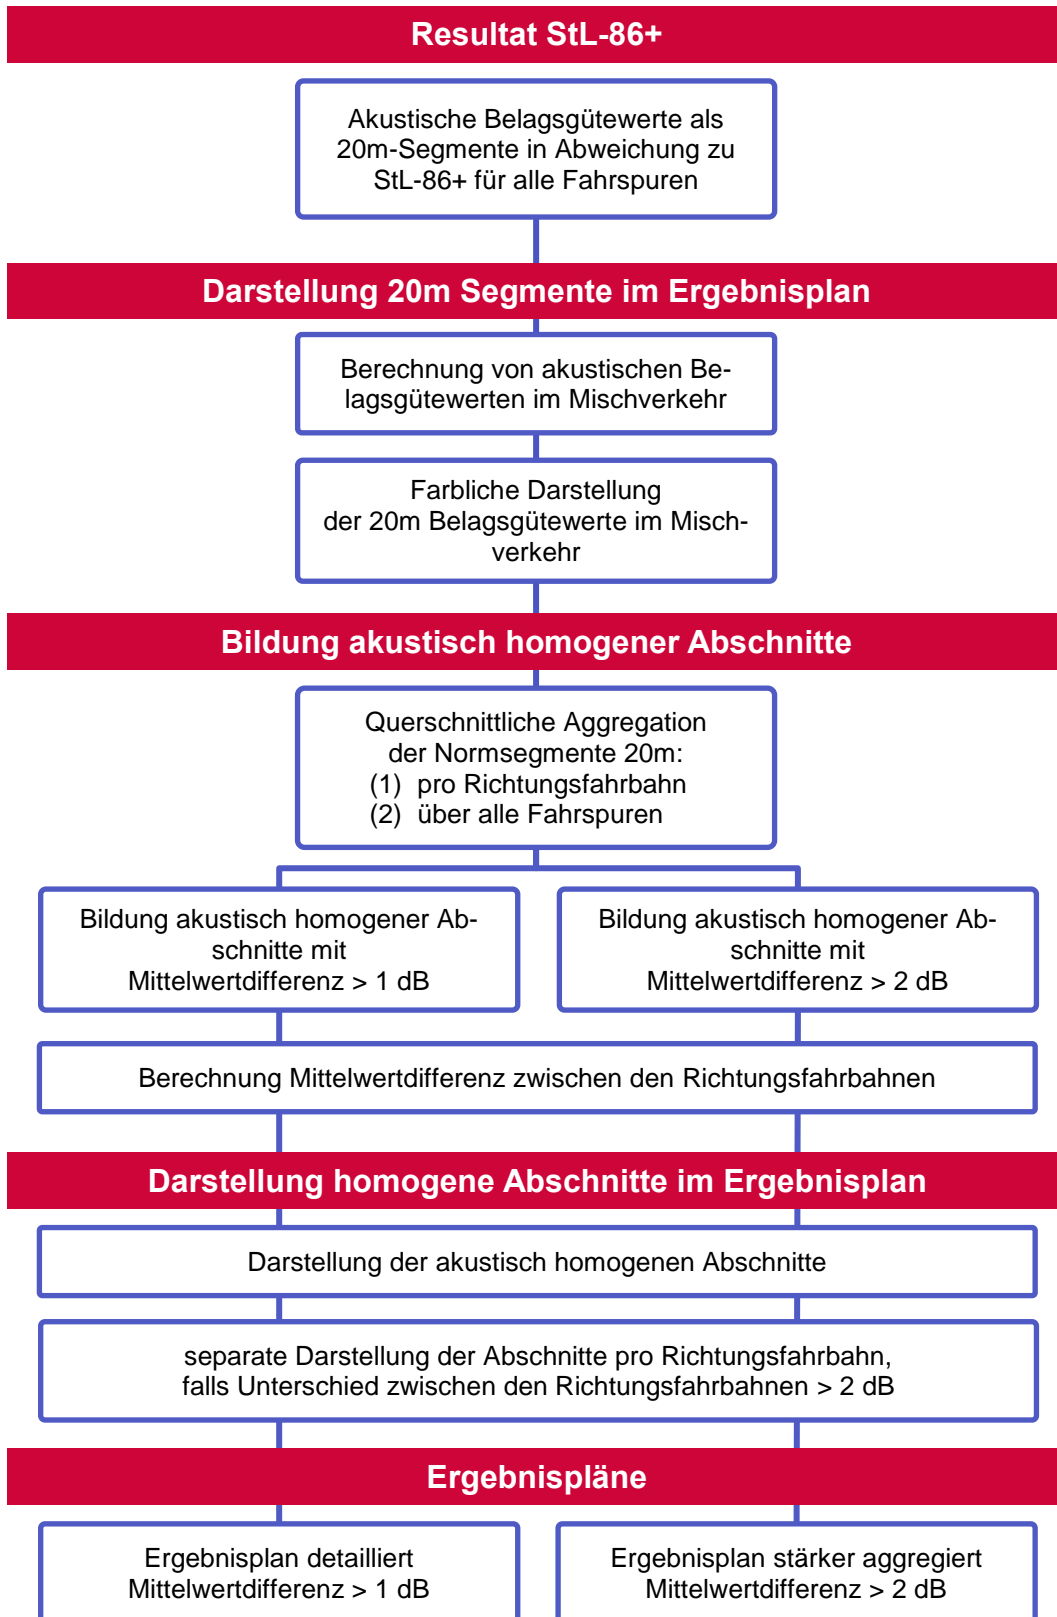 Resultat StL-86+
Akustische Belagsgütewerte als
20m-Segmente in Abweichung zu
StL-86+ für alle Fahrspuren
Darstellung 20m Segmente im Ergebnisplan
Berechnung von akustischen Be-
lagsgütewerten im Mischverkehr
Farbliche Darstellung
der 20m Belagsgütewerte im Misch-
verkehr
Bildung akustisch homogener Abschnitte
Querschnittliche Aggregation
der Normsegmente 20m:
(1) pro Richtungsfahrbahn
(2) über alle Fahrspuren
Bildung akustisch homogener Ab-
schnitte mit
Mittelwertdifferenz > 1 dB
Bildung akustisch homogener Ab-
schnitte mit
Mittelwertdifferenz > 2 dB
Berechnung Mittelwertdifferenz zwischen den Richtungsfahrbahnen
Darstellung homogene Abschnitte im Ergebnisplan
Darstellung der akustisch homogenen Abschnitte
separate Darstellung der Abschnitte pro Richtungsfahrbahn,
falls Unterschied zwischen den Richtungsfahrbahnen > 2 dB
Ergebnispläne
Ergebnisplan detailliert
Mittelwertdifferenz > 1 dB
Ergebnisplan stärker aggregiert
Mittelwertdifferenz > 2 dB